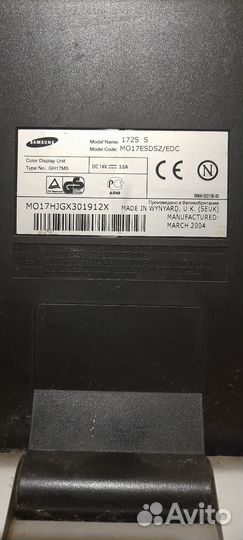 SAMSUNG
Model Name: 172S S
Model Code: MO17ESDSZ/EDC
Color Display Unit
Type No.: GH17MS
DC 14V 3.0A
CE
MO17HJGX301912X
Произведено в Великобритании
MADE IN WYNYARD, U.K. (SEUK)
MANUFACTURED:
MARCH 2004
Avito